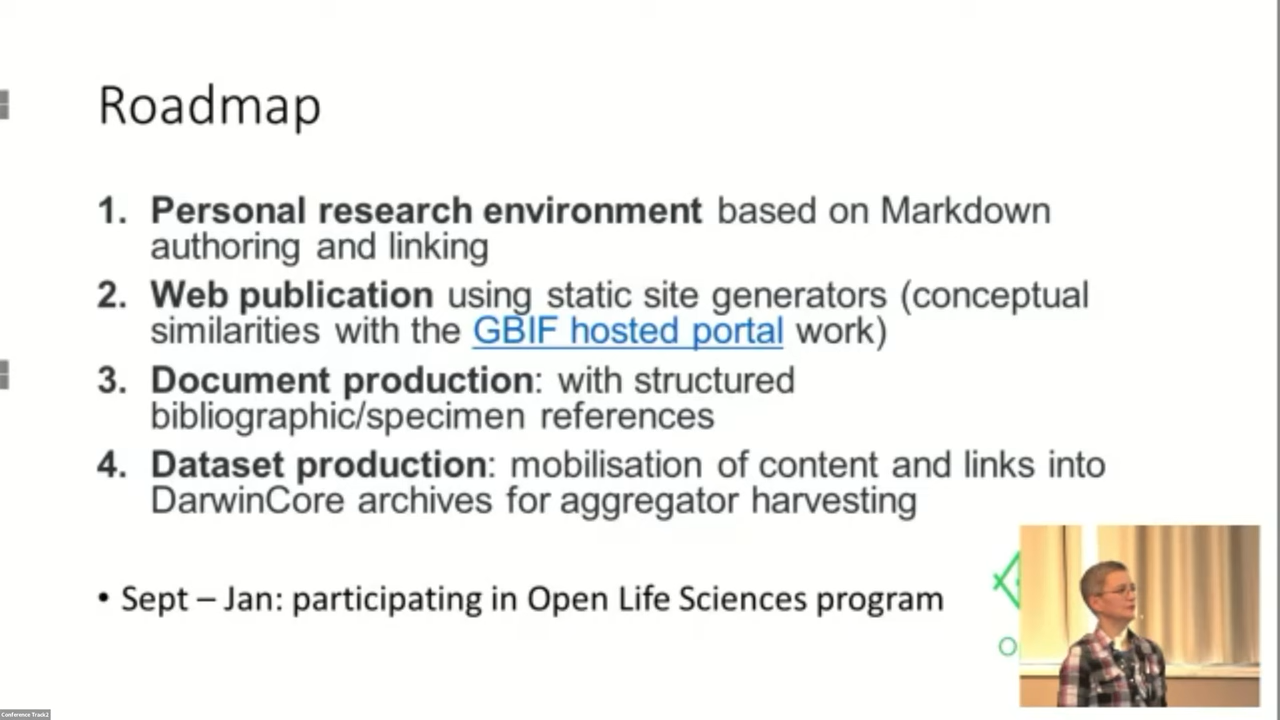 Roadmap
1. Personal research environment based on Markdown
authoring and linking
2. Web publication using static site generators (conceptual
similarities with the GBIF hosted portal work)
3. Document production: with structured
bibliographic/specimen references
4. Dataset production: mobilisation of content and links into
DarwinCore archives for aggregator harvesting
• Sept – Jan: participating in Open Life Sciences program
O
Conference Track2